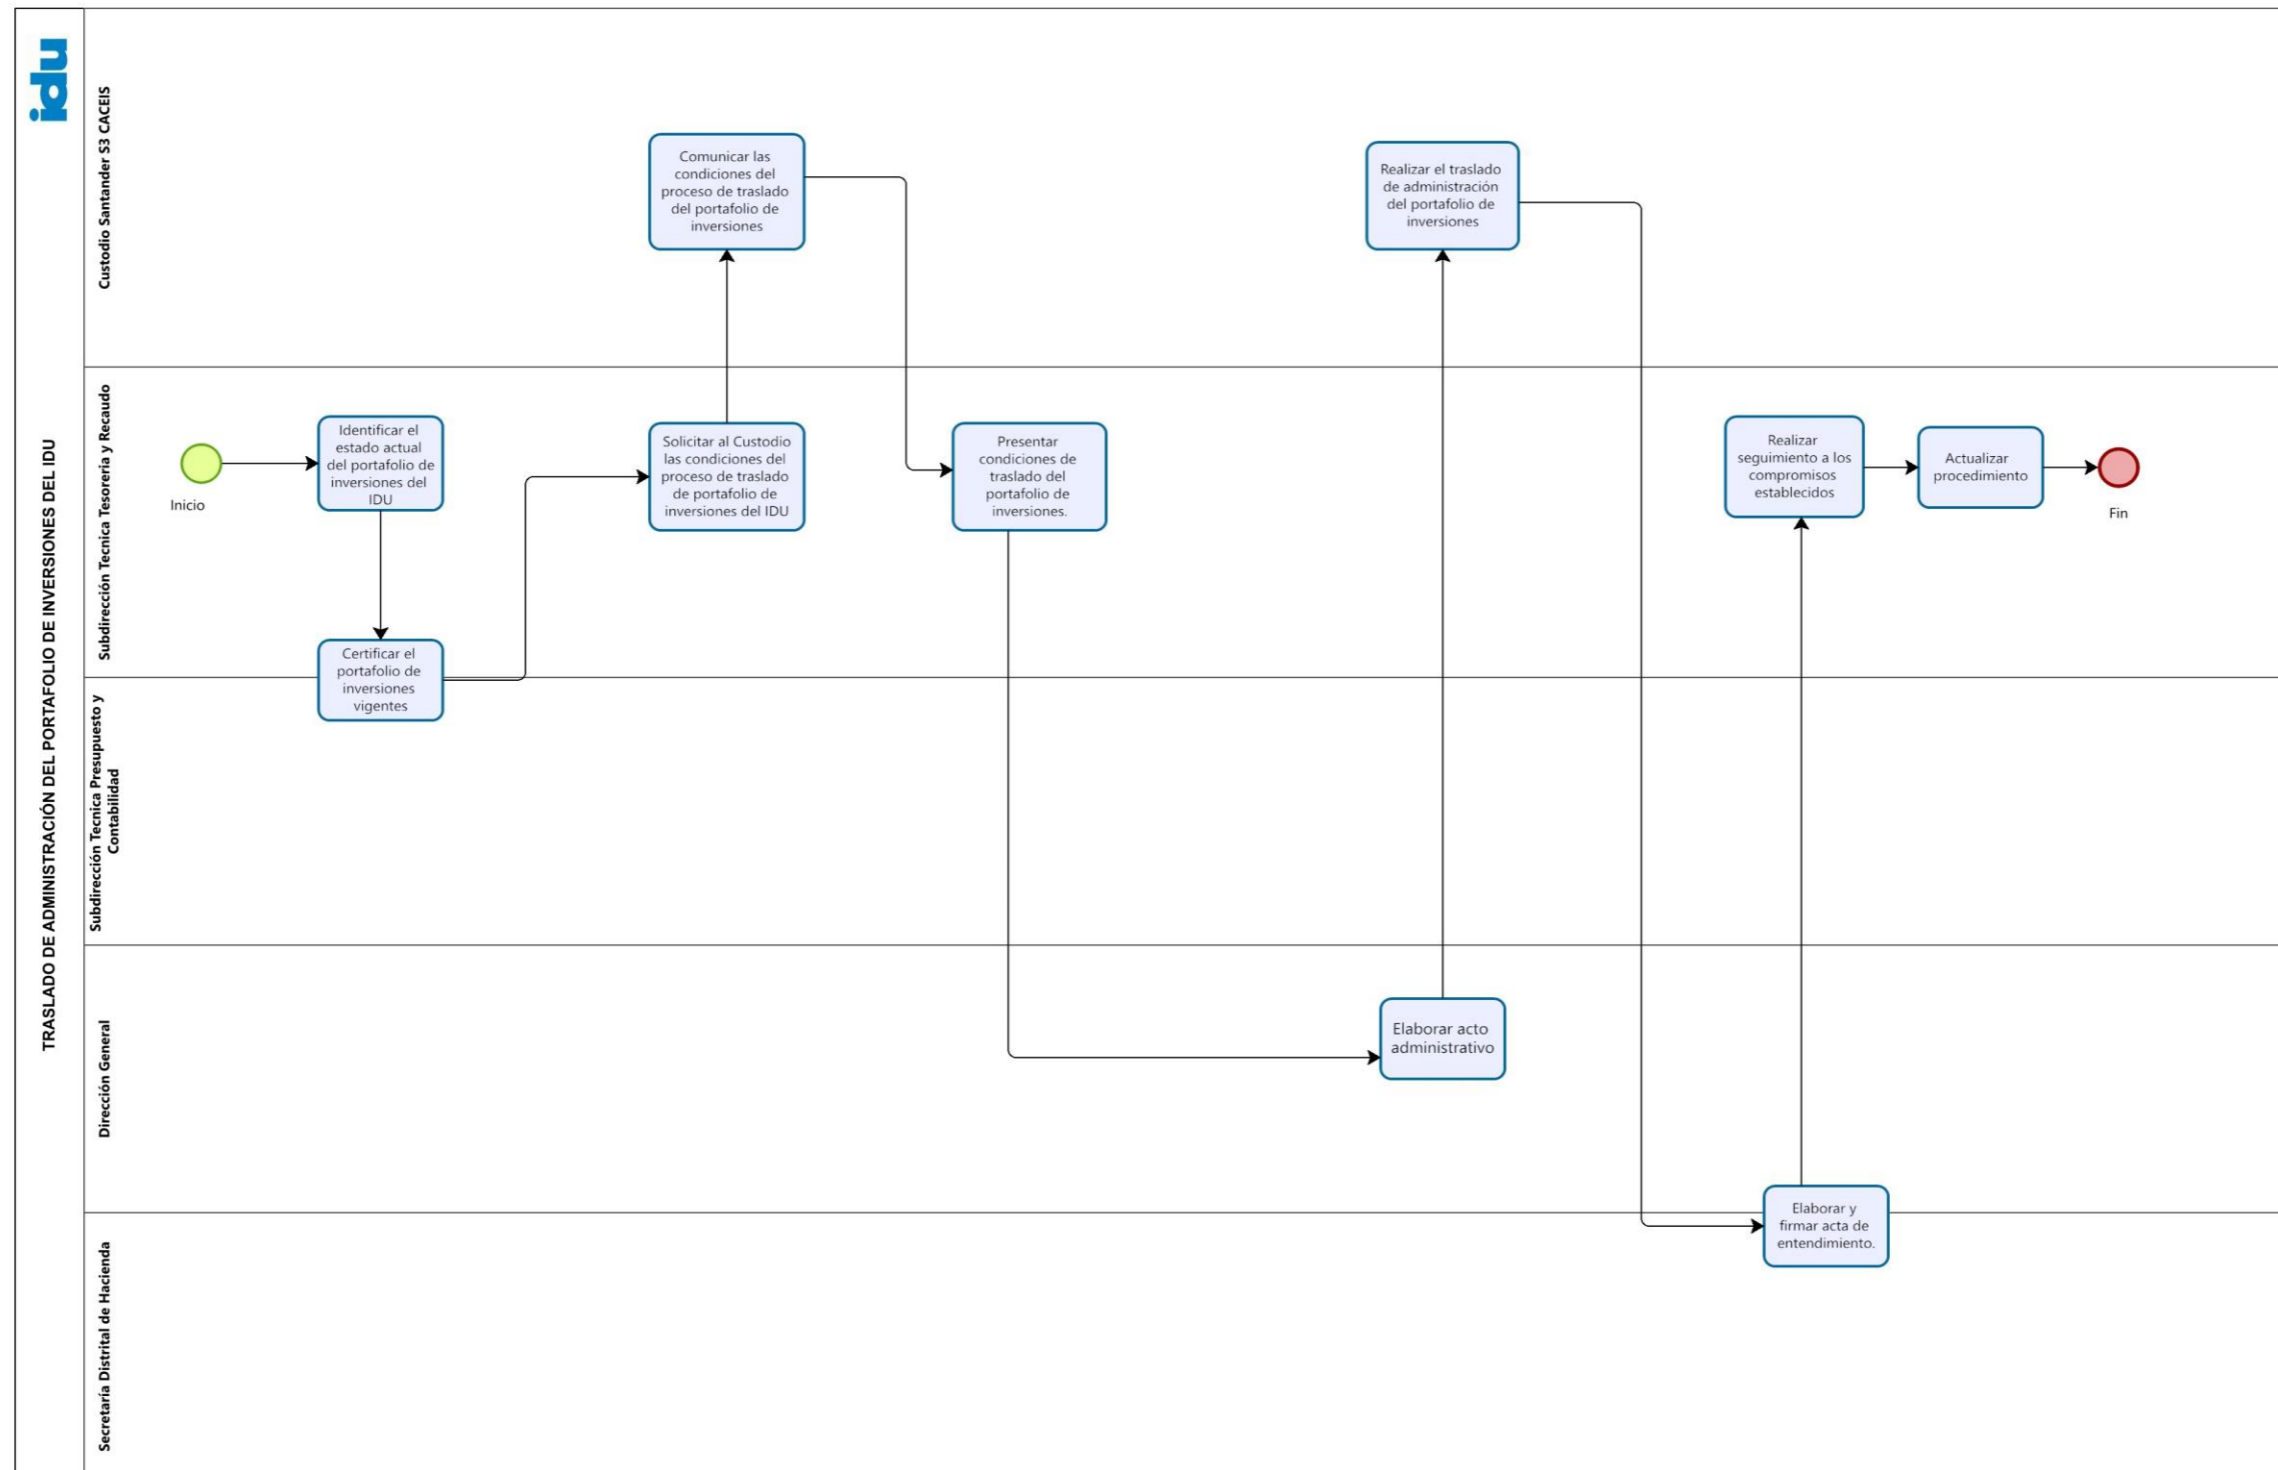 idu
TRASLADO DE ADMINISTRACIÓN DEL PORTAFOLIO DE INVERSIONES DEL IDU
Custodio Santander S3 CACEIS
Comunicar las
condiciones del
proceso de traslado
del portafolio de
inversiones
Realizar el traslado
de administración
del portafolio de
inversiones
Subdirección Tecnica Tesoreria y Recaudo
Inicio
Identificar el
estado actual
del portafolio de
inversiones del
IDU
Certificar el
portafolio de
inversiones
vigentes
Solicitar al Custodio
las condiciones del
proceso de traslado
de portafolio de
inversiones del IDU
Presentar
condiciones de
traslado del
portafolio de
inversiones.
Realizar
seguimiento a los
compromisos
establecidos
Actualizar
procedimiento
Fin
Subdirección Tecnica Presupuesto y
Contabilidad
Dirección General
Elaborar acto
administrativo
Elaborar y
firmar acta de
entendimiento.
Secretaría Distrital de Hacienda